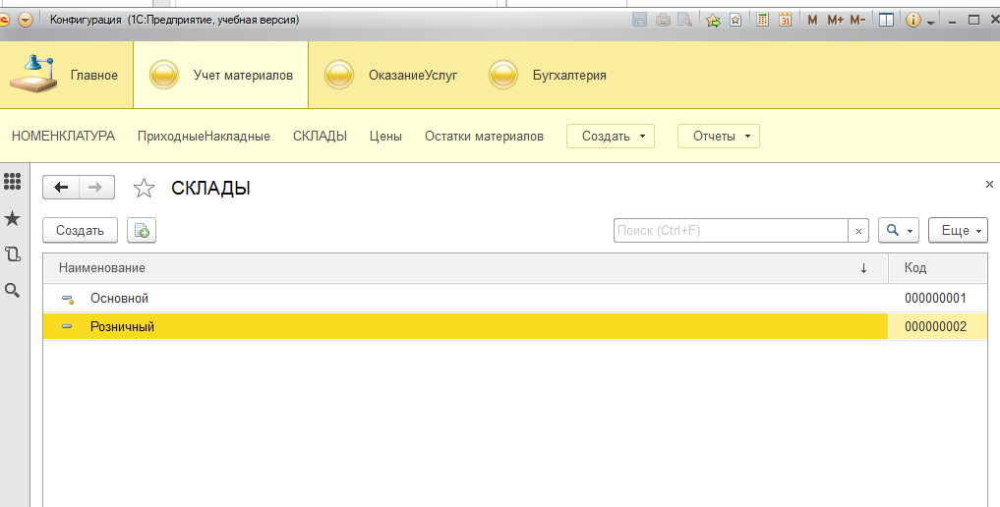 Конфигурация (1С:Предприятие, учебная версия)
31 M M+ M-
Главное Учет материалов ОказаниеУслуг Бугхалтерия
НОМЕНКЛАТУРА ПриходныеНакладные СКЛАДЫ Цены Остатки материалов Создать Отчеты
СКЛАДЫ
Создать Поиск (Ctrl+F) Еще
Наименование Код
Основной 000000001
Розничный 000000002